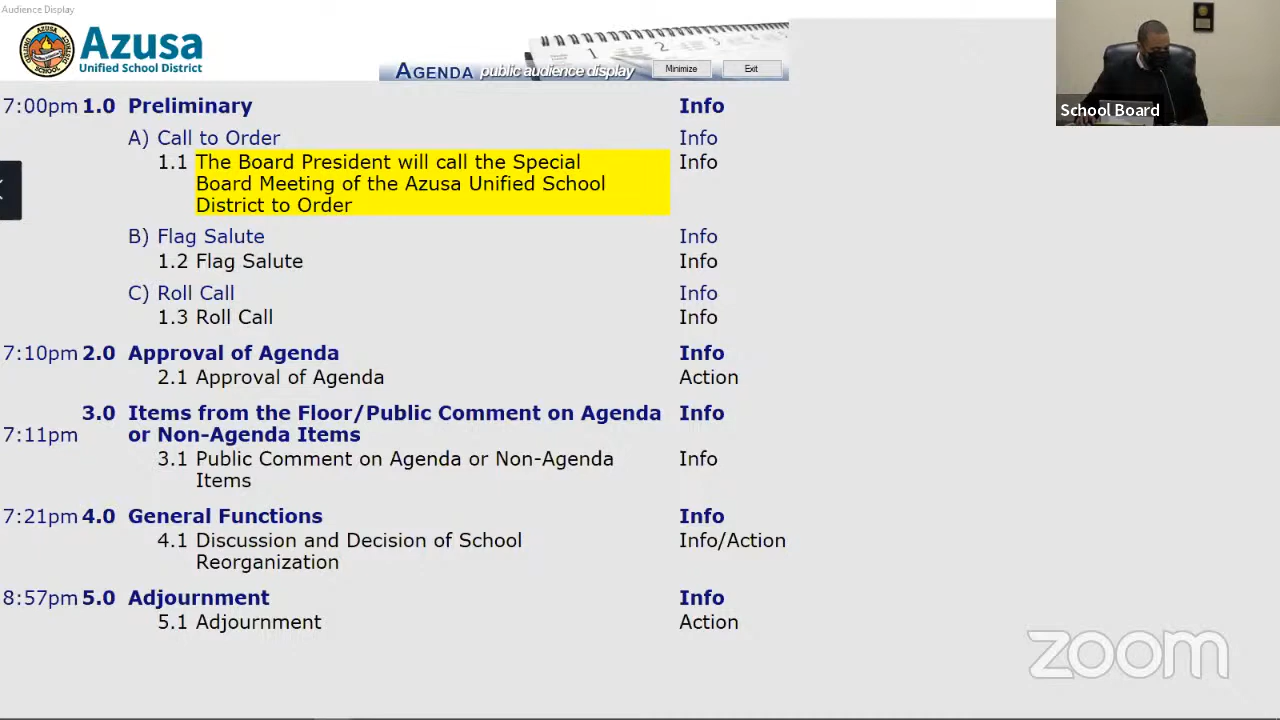 Audience Display
Azusa
Unified School District
AGENDA public audience display
Minimize
Exit
School Board
7:00pm 1.0 Preliminary Info
A) Call to Order Info
1.1 The Board President will call the Special Info
Board Meeting of the Azusa Unified School
District to Order
B) Flag Salute Info
1.2 Flag Salute Info
C) Roll Call Info
1.3 Roll Call Info
7:10pm 2.0 Approval of Agenda Info
2.1 Approval of Agenda Action
3.0 Items from the Floor/Public Comment on Agenda Info
7:11pm or Non-Agenda Items
3.1 Public Comment on Agenda or Non-Agenda Info
Items
7:21pm 4.0 General Functions Info
4.1 Discussion and Decision of School Info/Action
Reorganization
8:57pm 5.0 Adjournment Info
5.1 Adjournment Action
zoom